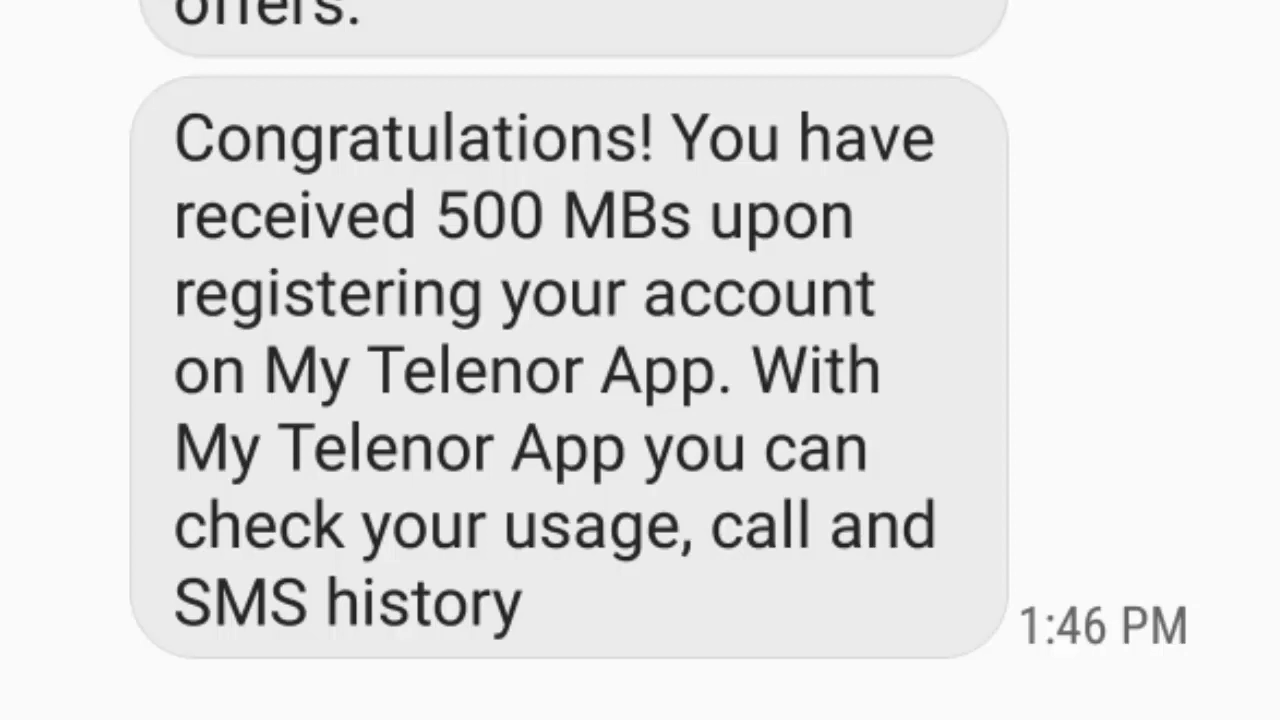 offers.
Congratulations! You have
received 500 MBs upon
registering your account
on My Telenor App. With
My Telenor App you can
check your usage, call and
SMS history
1:46 PM